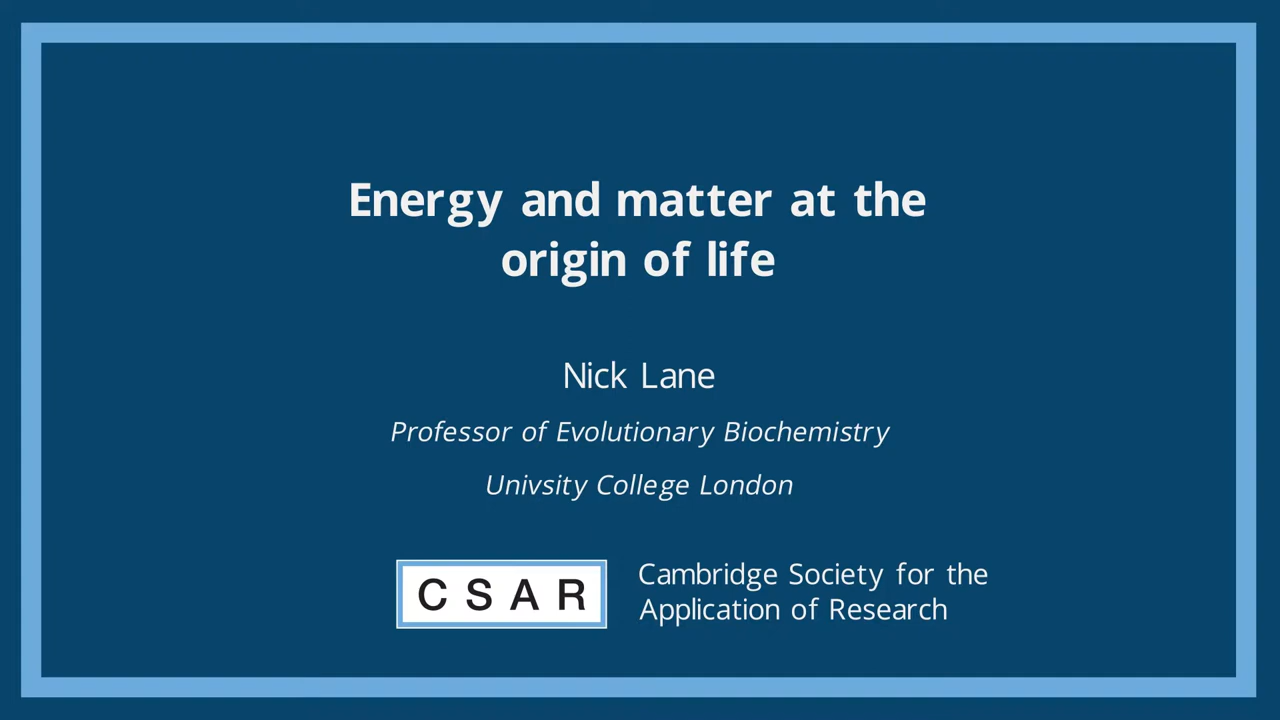 Energy and matter at the
origin of life
Nick Lane
Professor of Evolutionary Biochemistry
Univsity College London
C S A R
Cambridge Society for the
Application of Research